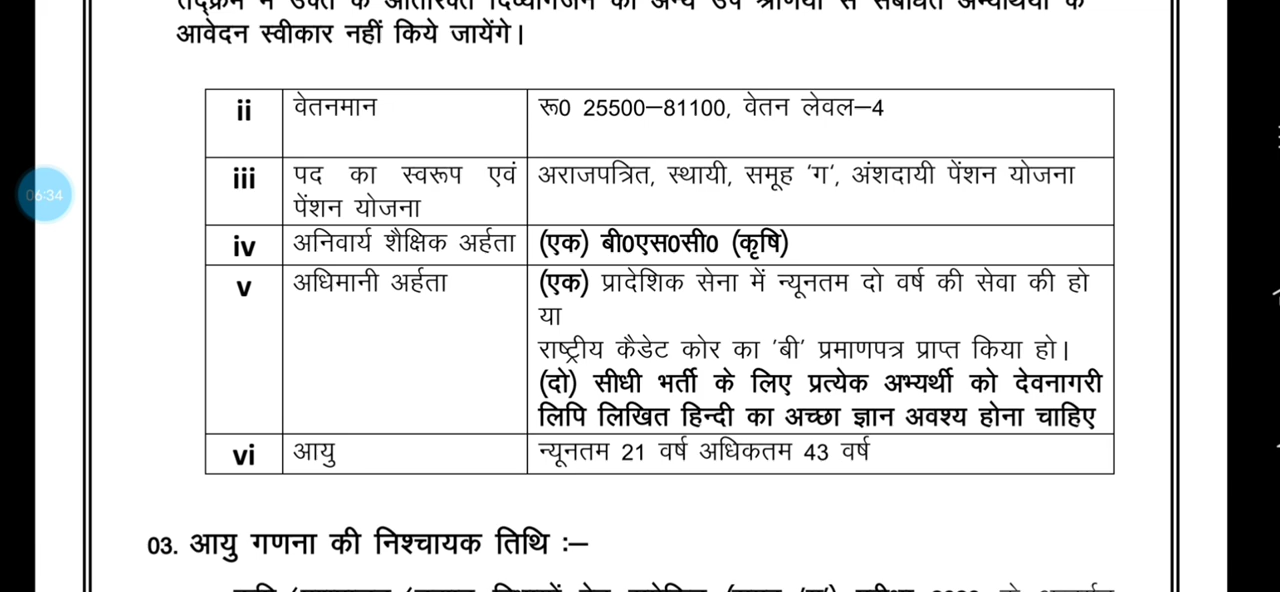 आवेदन स्वीकार नहीं किये जायेंगे।
ii वेतनमान रू0 25500–81100, वेतन लेवल–4
iii पद का स्वरूप एवं पेंशन योजना अराजपत्रित, स्थायी, समूह 'ग', अंशदायी पेंशन योजना
iv अनिवार्य शैक्षिक अर्हता (एक) बी0एस0सी0 (कृषि)
v अधिमानी अर्हता (एक) प्रादेशिक सेना में न्यूनतम दो वर्ष की सेवा की हो
या
राष्ट्रीय कैडेट कोर का 'बी' प्रमाणपत्र प्राप्त किया हो।
(दो) सीधी भर्ती के लिए प्रत्येक अभ्यर्थी को देवनागरी
लिपि लिखित हिन्दी का अच्छा ज्ञान अवश्य होना चाहिए
vi आयु न्यूनतम 21 वर्ष अधिकतम 43 वर्ष
03. आयु गणना की निश्चायक तिथि :–
06:34